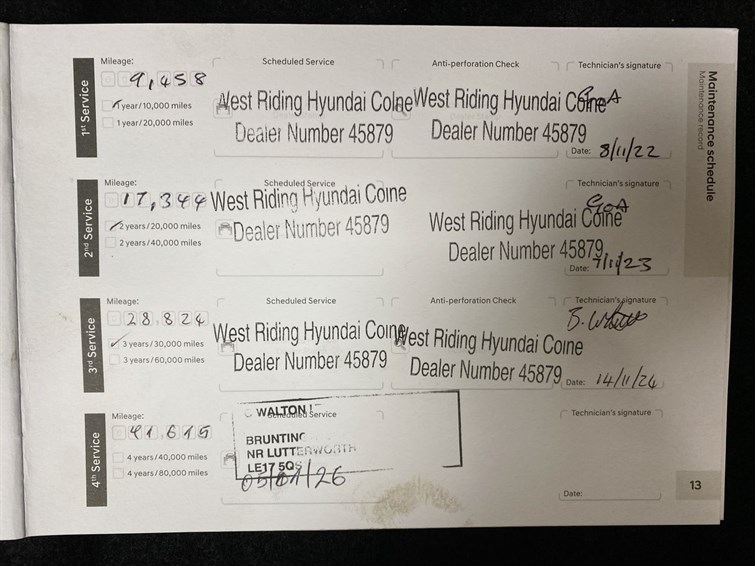 Maintenance schedule
Maintenance record
1st Service
Mileage:
9,458
1 year/10,000 miles
1 year/20,000 miles
Scheduled Service
West Riding Hyundai Colne
Dealer Number 45879
Anti-perforation Check
West Riding Hyundai Colne
Dealer Number 45879
Technician's signature
Date: 8/11/22
2nd Service
Mileage:
17,344
2 years/20,000 miles
2 years/40,000 miles
Scheduled Service
West Riding Hyundai Colne
Dealer Number 45879
West Riding Hyundai Colne
Dealer Number 45879
Technician's signature
Date: 7/11/23
3rd Service
Mileage:
28,824
3 years/30,000 miles
3 years/60,000 miles
Scheduled Service
West Riding Hyundai Colne
Dealer Number 45879
Anti-perforation Check
West Riding Hyundai Colne
Dealer Number 45879
Technician's signature
Date: 14/11/24
4th Service
Mileage:
41,615
4 years/40,000 miles
4 years/80,000 miles
Scheduled Service
WALTON
BRUNTING
NR LUTTERWORTH
LE17 5QS
Technician's signature
Date:
13